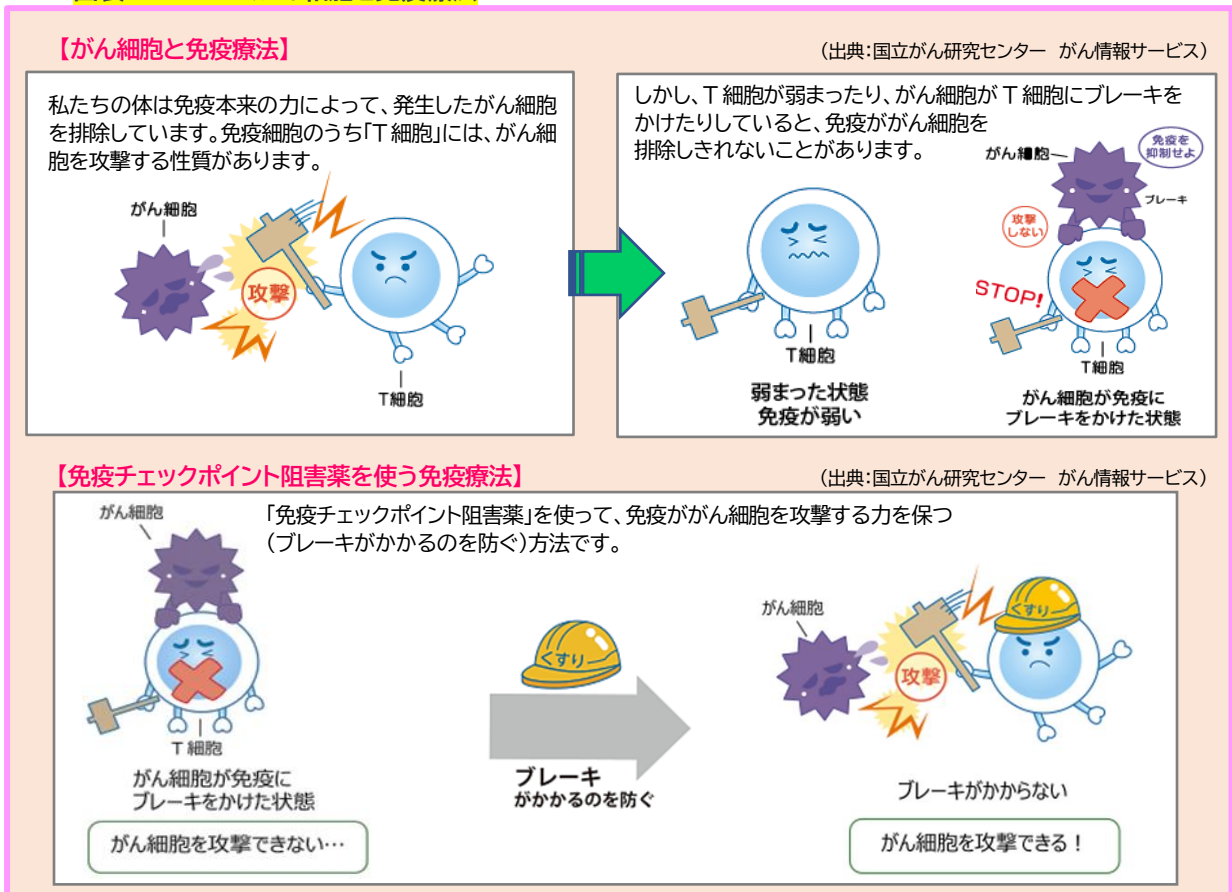 【がん細胞と免疫療法】
（出典：国立がん研究センター　がん情報サービス）
私たちの体は免疫本来の力によって、発生したがん細胞
を排除しています。免疫細胞のうち「T細胞」には、がん細
胞を攻撃する性質があります。
がん細胞
攻撃
T細胞
しかし、T細胞が弱まったり、がん細胞がT細胞にブレーキを
かけたりしていると、免疫ががん細胞を
排除しきれないことがあります。
がん細胞
免疫を
抑制せよ
ブレーキ
攻撃
しない
STOP!
T細胞
弱まった状態
免疫が弱い
T細胞
がん細胞が免疫に
ブレーキをかけた状態
【免疫チェックポイント阻害薬を使う免疫療法】
（出典：国立がん研究センター　がん情報サービス）
「免疫チェックポイント阻害薬」を使って、免疫ががん細胞を攻撃する力を保つ
（ブレーキがかかるのを防ぐ）方法です。
がん細胞
T細胞
がん細胞が免疫に
ブレーキをかけた状態
がん細胞を攻撃できない…
くすり
ブレーキ
がかかるのを防ぐ
がん細胞
くすり
攻撃
ブレーキがかからない
がん細胞を攻撃できる！